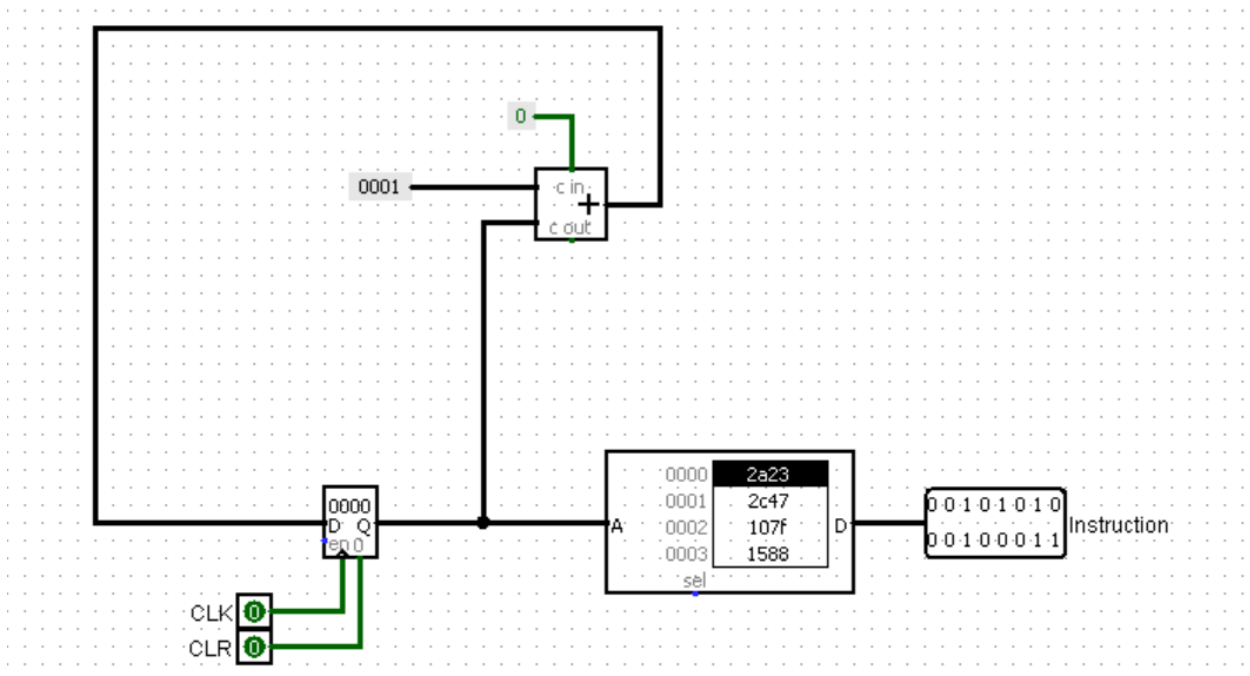 0
0001
c in
+
c out
0000
D Q
en 0
CLK 0
CLR 0
A
0000 2a23
0001 2c47
0002 107f
0003 1588
sel
D
0 0 1 0 1 0 1 0
0 0 1 0 0 0 1 1
Instruction